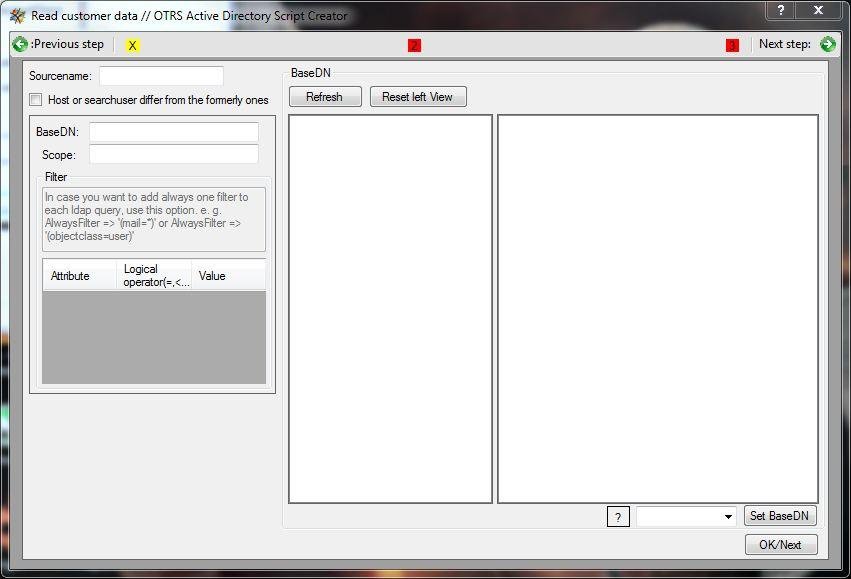 Read customer data // OTRS Active Directory Script Creator
? X
:Previous step X 2 3 Next step:
Sourcename:
Host or searchuser differ from the formerly ones
BaseDN:
Scope:
Filter
In case you want to add always one filter to
each ldap query, use this option. e. g.
AlwaysFilter => '(mail=*)' or AlwaysFilter =>
'(objectclass=user)'
Attribute Logical operator(=,<... Value
BaseDN
Refresh Reset left View
? Set BaseDN
OK/Next